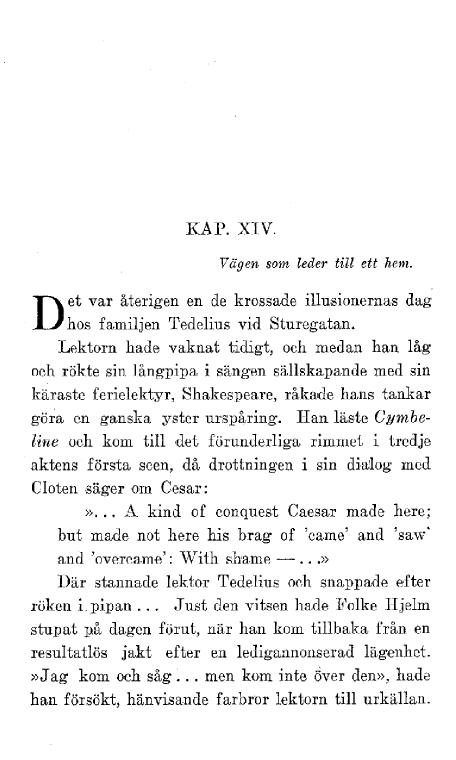 KAP. XIV.
Vägen som leder till ett hem.
Det var återigen en de krossade illusionernas dag
hos familjen Tedelius vid Sturegatan.
Lektorn hade vaknat tidigt, och medan han låg
och rökte sin långpipa i sängen sällskapande med sin
käraste ferielektyr, Shakespeare, råkade hans tankar
göra en ganska yster urspåring. Han läste Cymbe-
line och kom till det förunderliga rimmet i tredje
aktens första scen, då drottningen i sin dialog med
Cloten säger om Cesar:
»... A kind of conquest Caesar made here;
but made not here his brag of 'came' and 'saw'
and 'overcame': With shame — ...»
Där stannade lektor Tedelius och snappade efter
röken i pipan ... Just den vitsen hade Folke Hjelm
stupat på dagen förut, när han kom tillbaka från en
resultatlös jakt efter en ledigannonserad lägenhet.
»Jag kom och såg ... men kom inte över den», hade
han försökt, hänvisande farbror lektorn till urkällan.